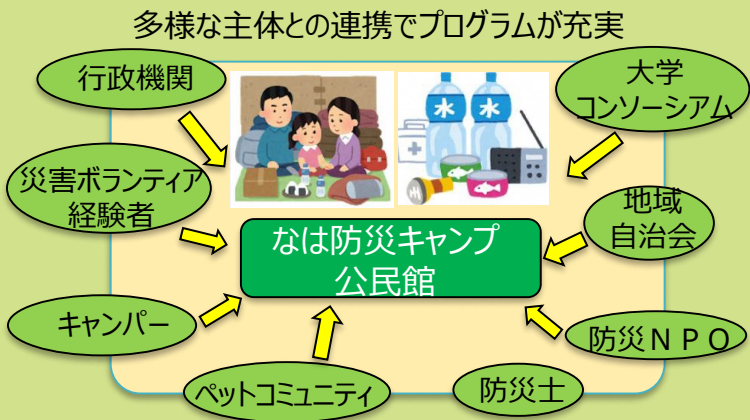 多様な主体との連携でプログラムが充実
行政機関
大学
コンソーシアム
水
水
災害ボランティア
経験者
地域
自治会
なは防災キャンプ
公民館
キャンパー
防災ＮＰＯ
ペットコミュニティ
防災士